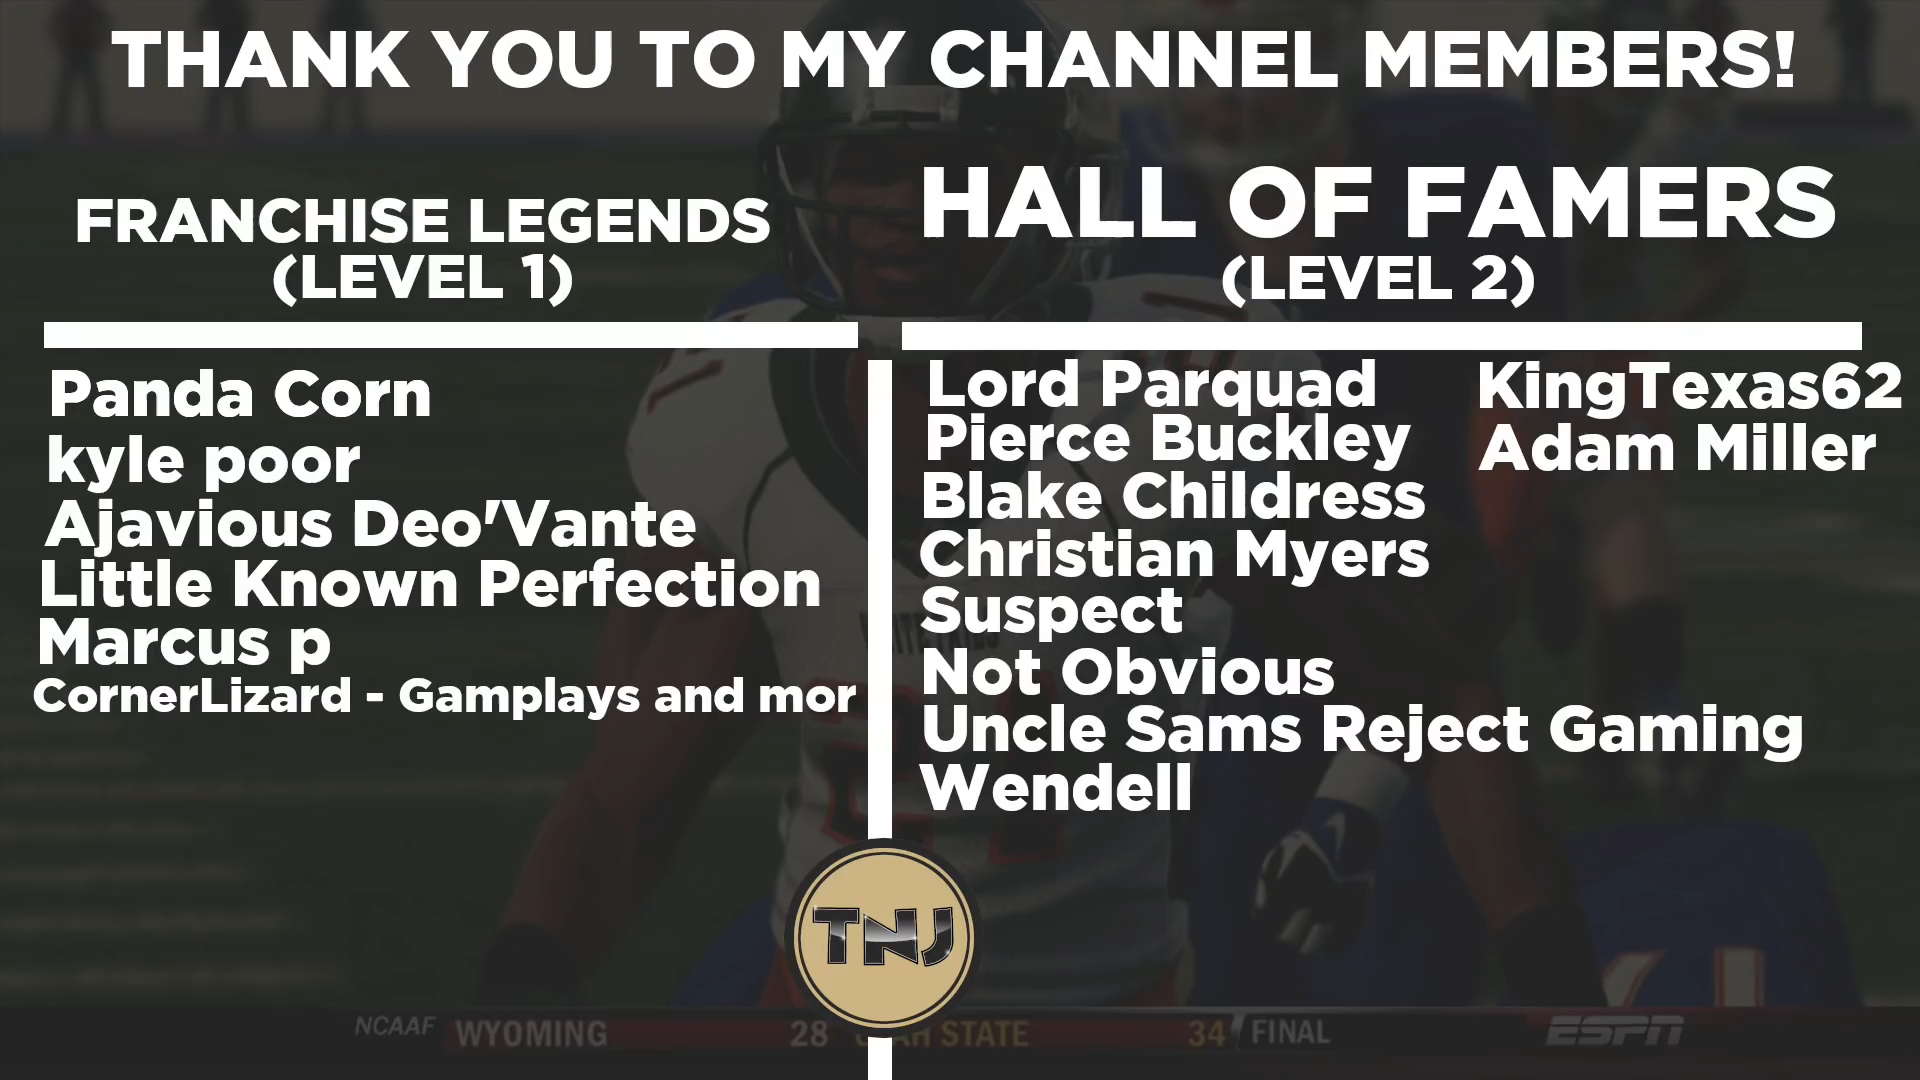 THANK YOU TO MY CHANNEL MEMBERS!
FRANCHISE LEGENDS
(LEVEL 1)
Panda Corn
kyle poor
Ajavious Deo'Vante
Little Known Perfection
Marcus p
CornerLizard - Gamplays and mor
HALL OF FAMERS
(LEVEL 2)
Lord Parquad
Pierce Buckley
Blake Childress
Christian Myers
Suspect
Not Obvious
Uncle Sams Reject Gaming
Wendell
KingTexas62
Adam Miller
TNJ
NCAAF WYOMING 28 UTAH STATE 34 FINAL ESPN